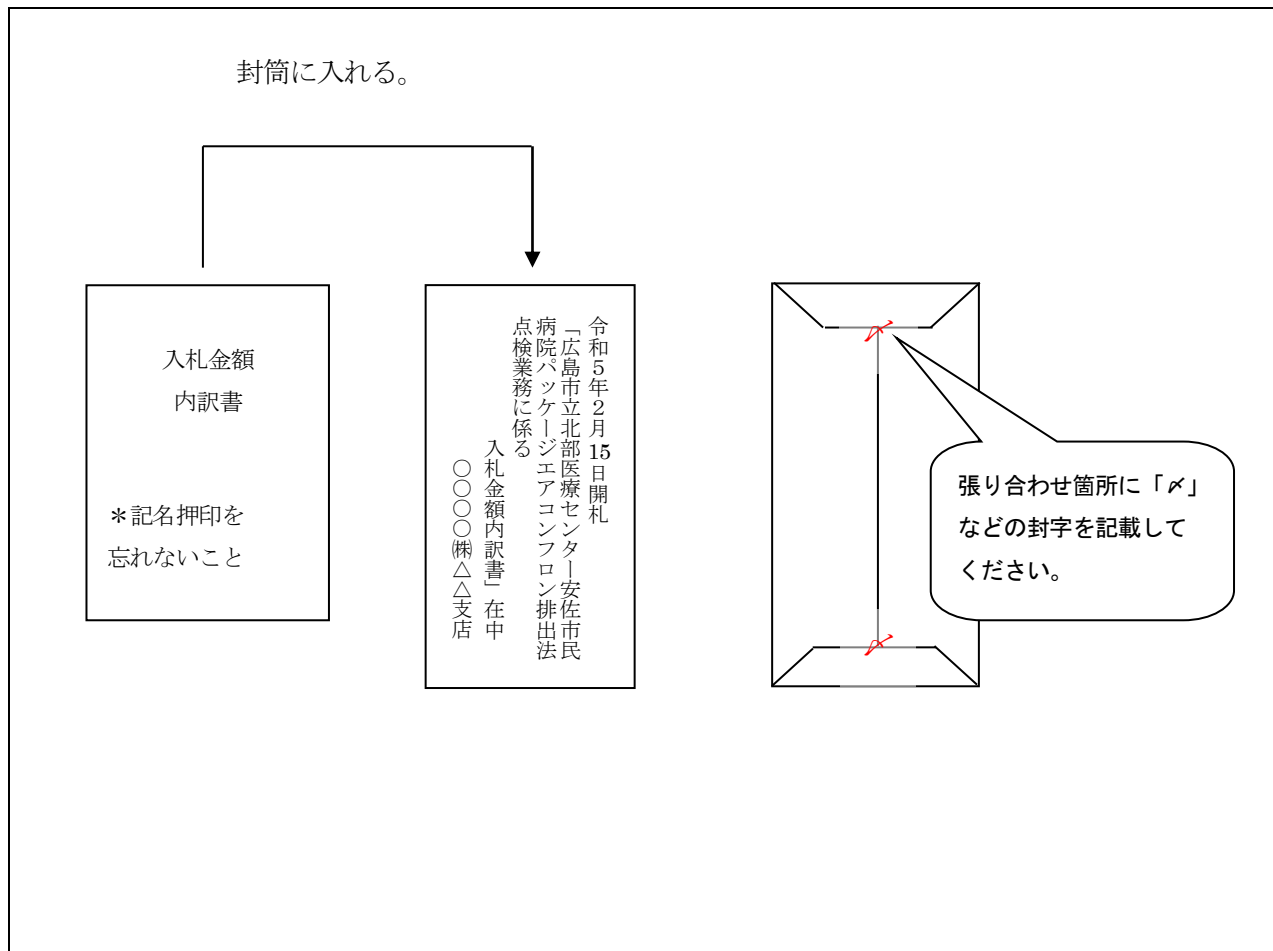 封筒に入れる。
入札金額
内訳書
＊記名押印を
忘れないこと
令和５年２月15日開札
「広島市立北部医療センター安佐市民
病院パッケージエアコンフロン排出法
点検業務に係る
入札金額内訳書」在中
○○○○㈱△△支店
〆
張り合わせ箇所に「〆」
などの封字を記載して
ください。
〆